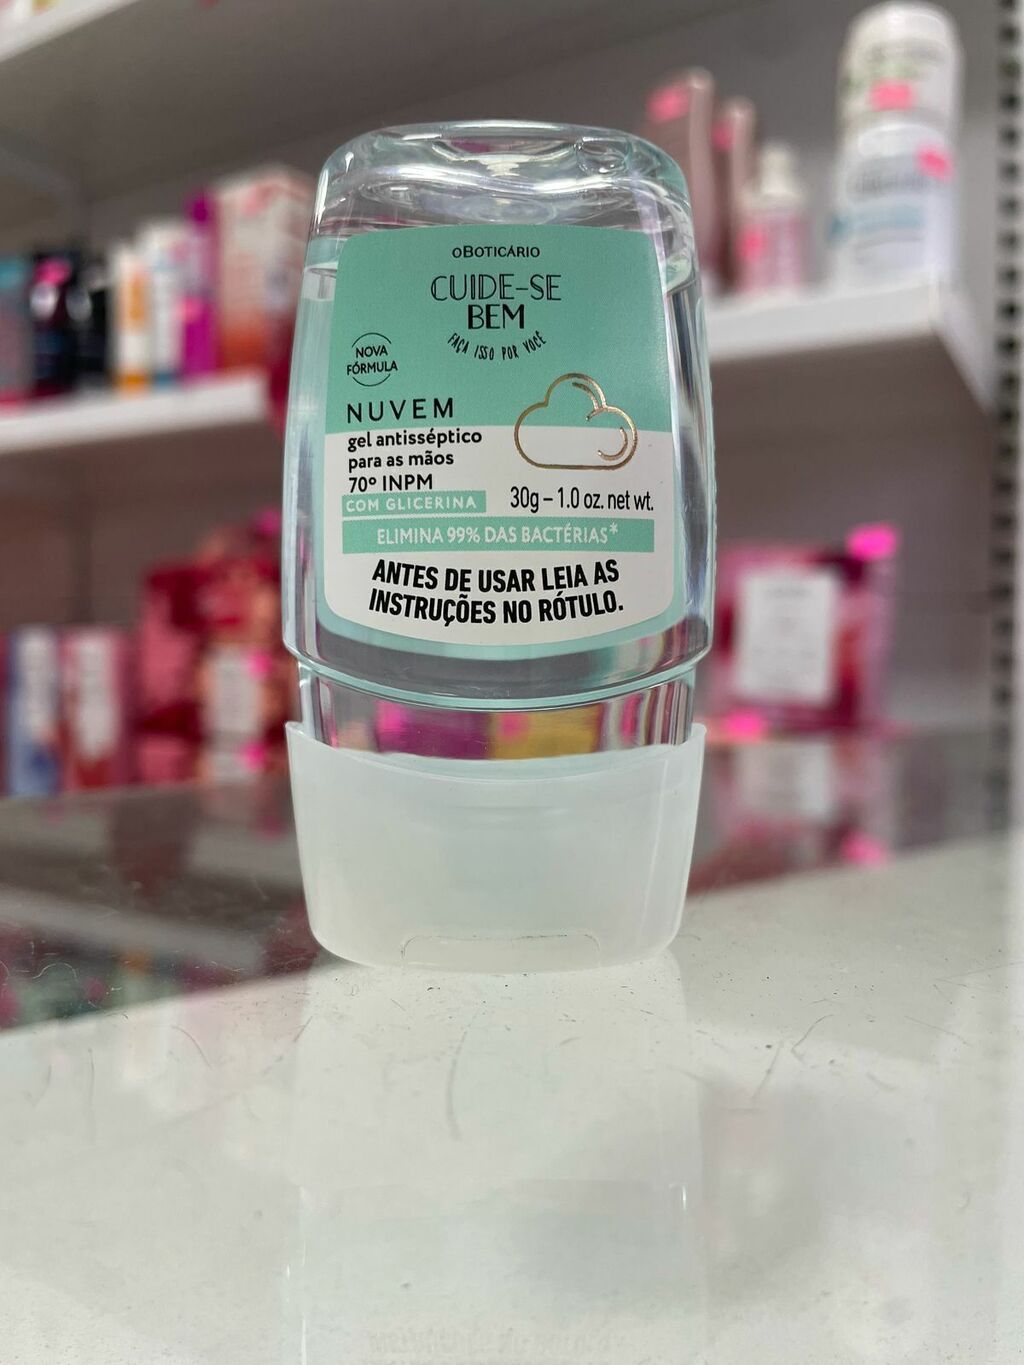 oBOTICÁRIO
CUIDE-SE
BEM
FAÇA ISSO POR VOCÊ
NOVA
FÓRMULA
NUVEM
gel antisséptico
para as mãos
70º INPM
COM GLICERINA
30g – 1.0 oz. net wt.
ELIMINA 99% DAS BACTÉRIAS*
ANTES DE USAR LEIA AS
INSTRUÇÕES NO RÓTULO.